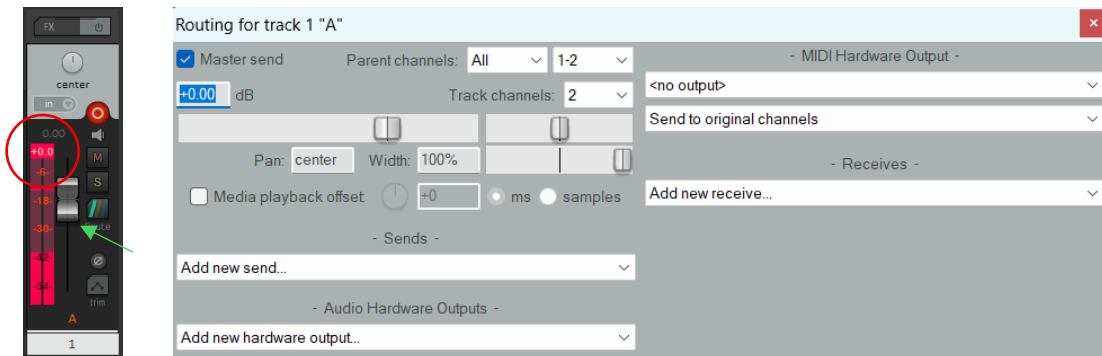 FX
center
in
0.00
+0.0
M
-6-
S
-18-
-30-
Route
-42-
-54-
trim
A
1
Routing for track 1 "A"
Master send Parent channels: All 1-2
+0.00 dB Track channels: 2
Pan: center Width: 100%
Media playback offset: +0 ms samples
- Sends -
Add new send...
- Audio Hardware Outputs -
Add new hardware output...
- MIDI Hardware Output -
<no output>
Send to original channels
- Receives -
Add new receive...